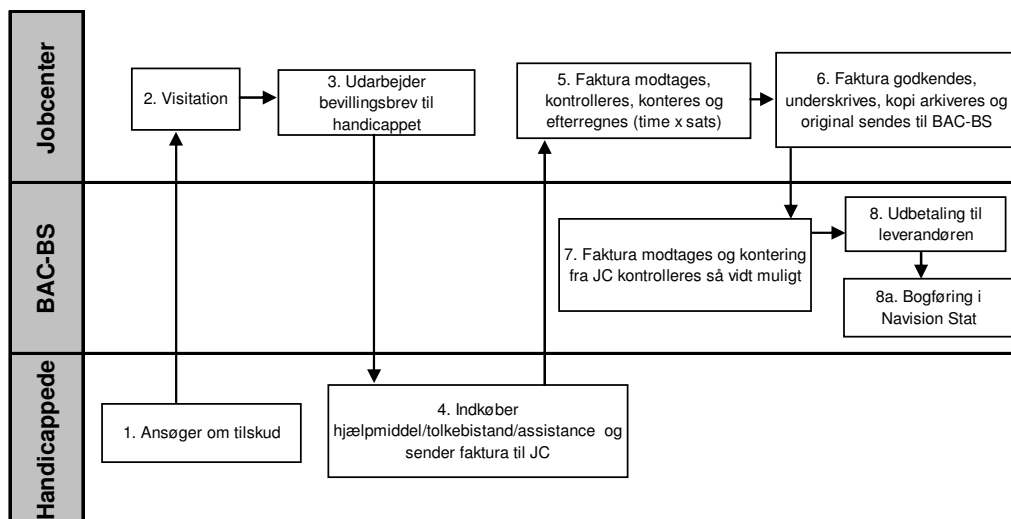 Jobcenter
2. Visitation
3. Udarbejder
bevillingsbrev til
handicappet
5. Faktura modtages,
kontrolleres, konteres og
efterregnes (time x sats)
6. Faktura godkendes,
underskrives, kopi arkiveres og
original sendes til BAC-BS
BAC-BS
7. Faktura modtages og kontering
fra JC kontrolleres så vidt muligt
8. Udbetaling til
leverandøren
8a. Bogføring i
Navision Stat
Handicappede
1. Ansøger om tilskud
4. Indkøber
hjælpmiddel/tolkebistand/assistance og
sender faktura til JC